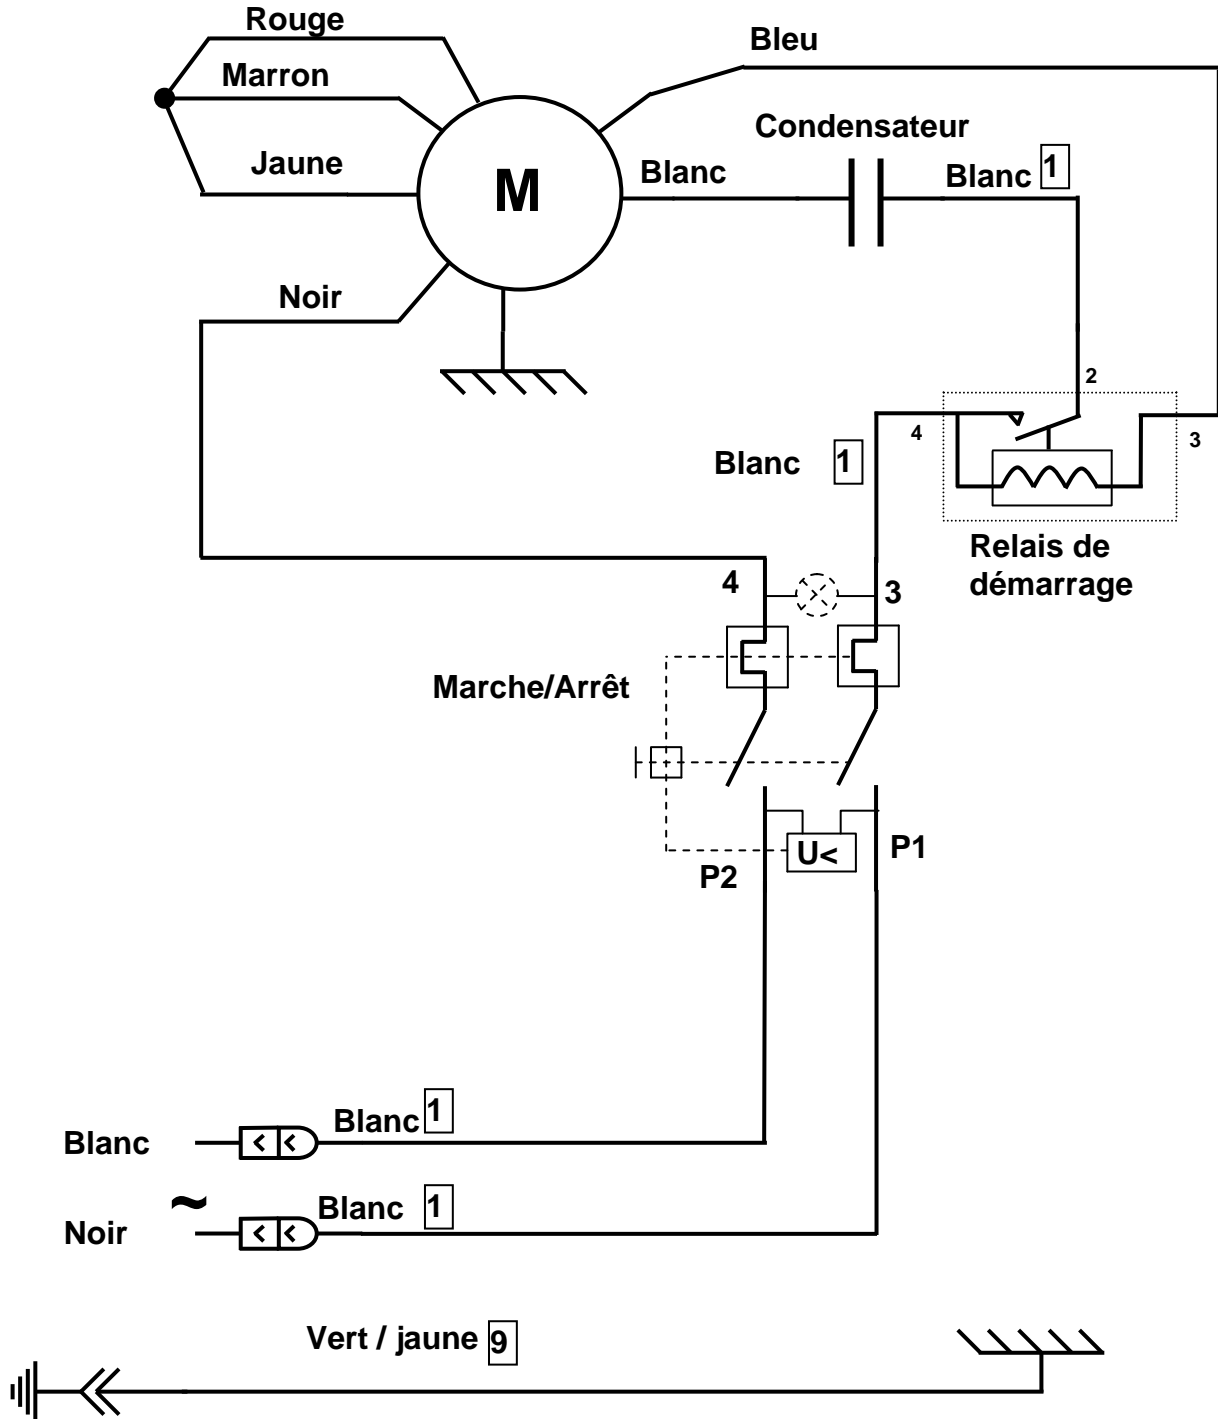 Rouge
Bleu
Marron
Condensateur
Jaune
M
Blanc
Blanc 1
Noir
2
4
3
Blanc 1
Relais de
démarrage
4
3
Marche/Arrêt
U<
P1
P2
Blanc
Blanc 1
~
Noir
Blanc 1
Vert / jaune 9